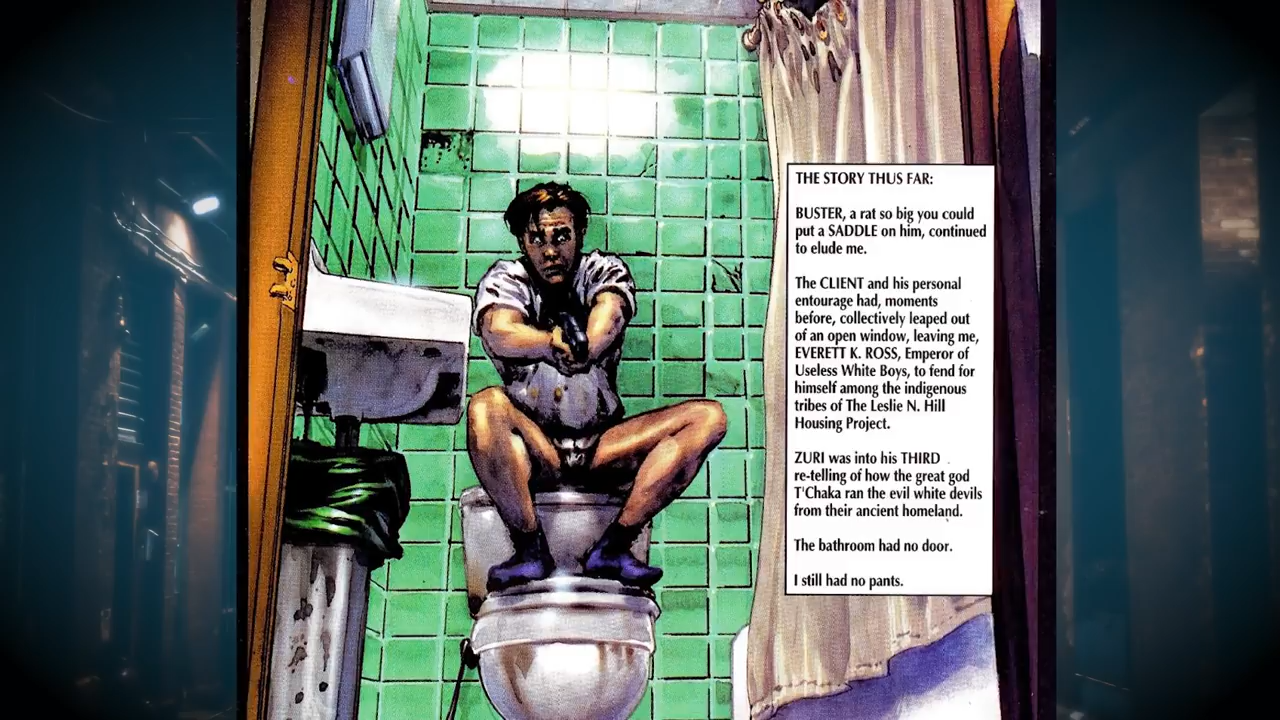 THE STORY THUS FAR:
BUSTER, a rat so big you could
put a SADDLE on him, continued
to elude me.
The CLIENT and his personal
entourage had, moments
before, collectively leaped out
of an open window, leaving me,
EVERETT K. ROSS, Emperor of
Useless White Boys, to fend for
himself among the indigenous
tribes of The Leslie N. Hill
Housing Project.
ZURI was into his THIRD
re-telling of how the great god
T'Chaka ran the evil white devils
from their ancient homeland.
The bathroom had no door.
I still had no pants.